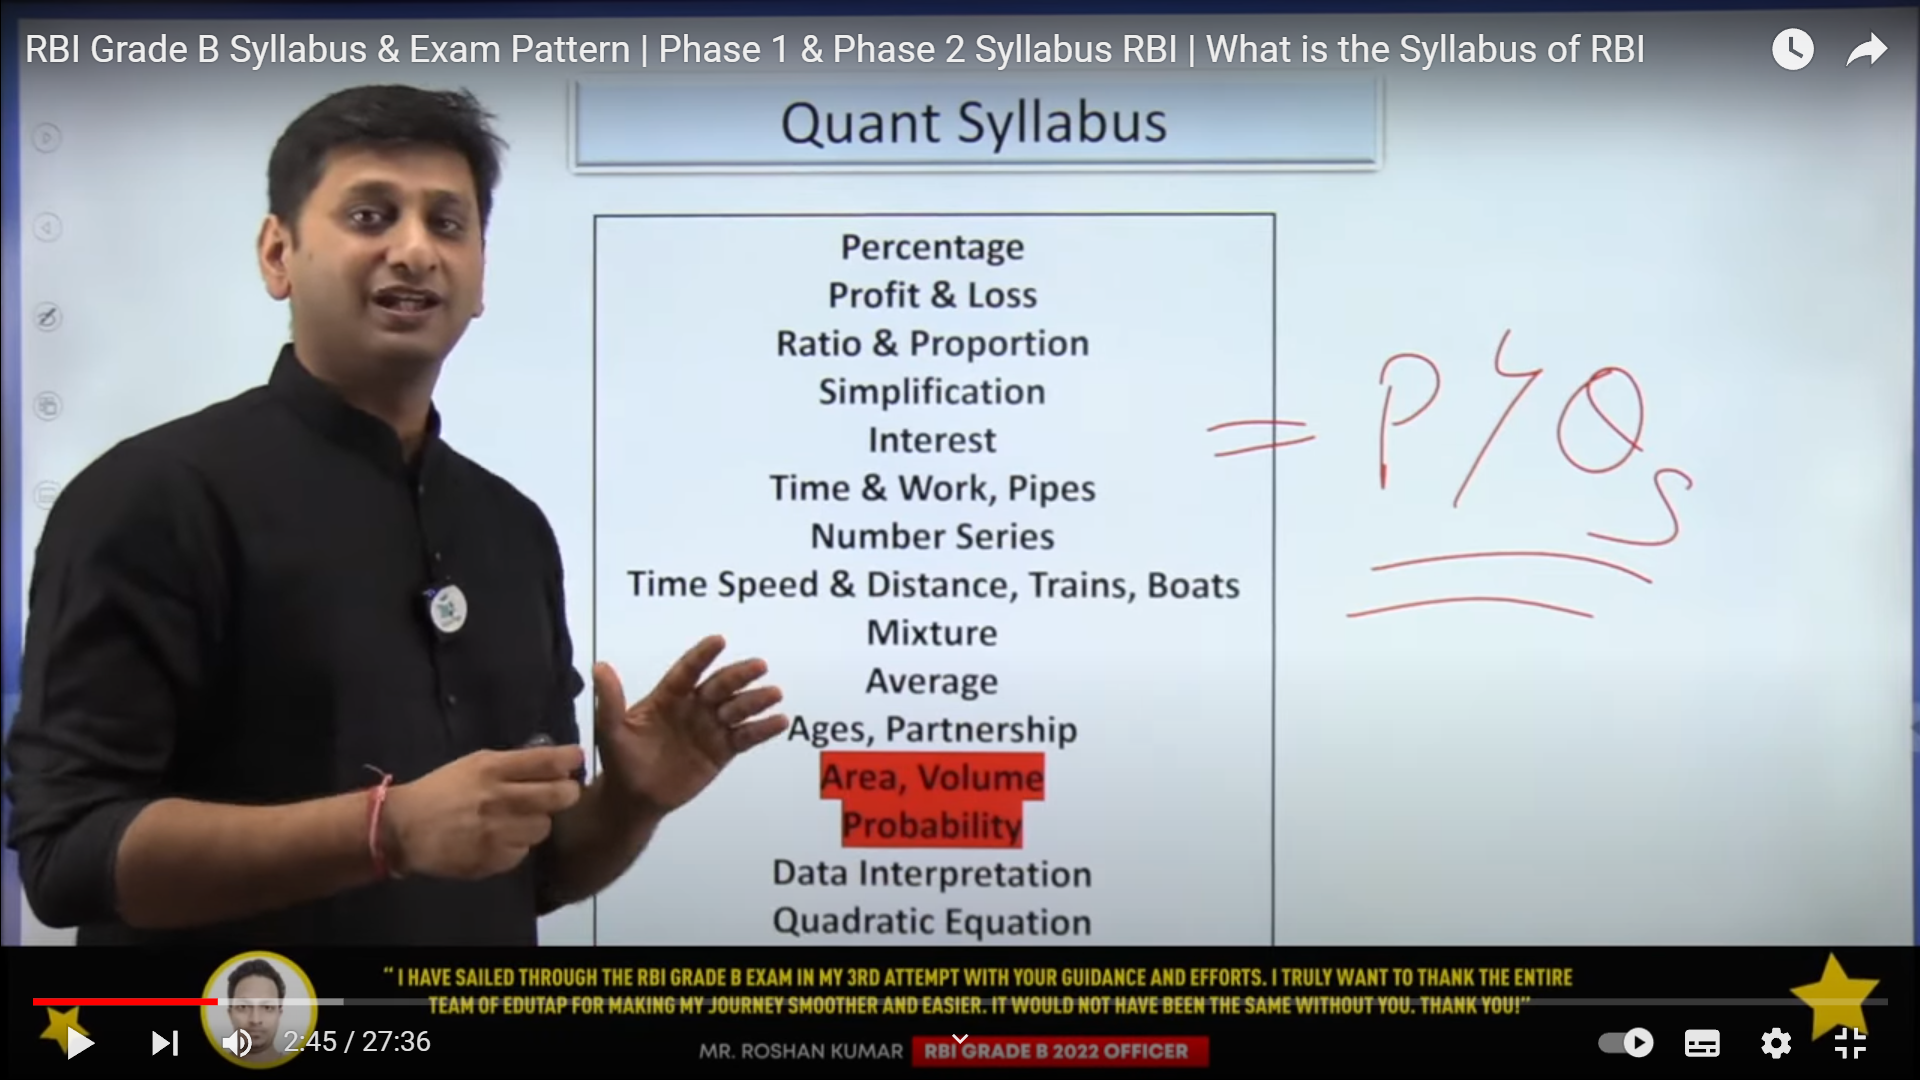 RBI Grade B Syllabus & Exam Pattern | Phase 1 & Phase 2 Syllabus RBI | What is the Syllabus of RBI
Quant Syllabus
Percentage
Profit & Loss
Ratio & Proportion
Simplification
Interest
Time & Work, Pipes
Number Series
Time Speed & Distance, Trains, Boats
Mixture
Average
Ages, Partnership
Area, Volume
Probability
Data Interpretation
Quadratic Equation
= PYQs
“ I HAVE SAILED THROUGH THE RBI GRADE B EXAM IN MY 3RD ATTEMPT WITH YOUR GUIDANCE AND EFFORTS. I TRULY WANT TO THANK THE ENTIRE
TEAM OF EDUTAP FOR MAKING MY JOURNEY SMOOTHER AND EASIER. IT WOULD NOT HAVE BEEN THE SAME WITHOUT YOU. THANK YOU!”
2:45 / 27:36
MR. ROSHAN KUMAR RBI GRADE B 2022 OFFICER